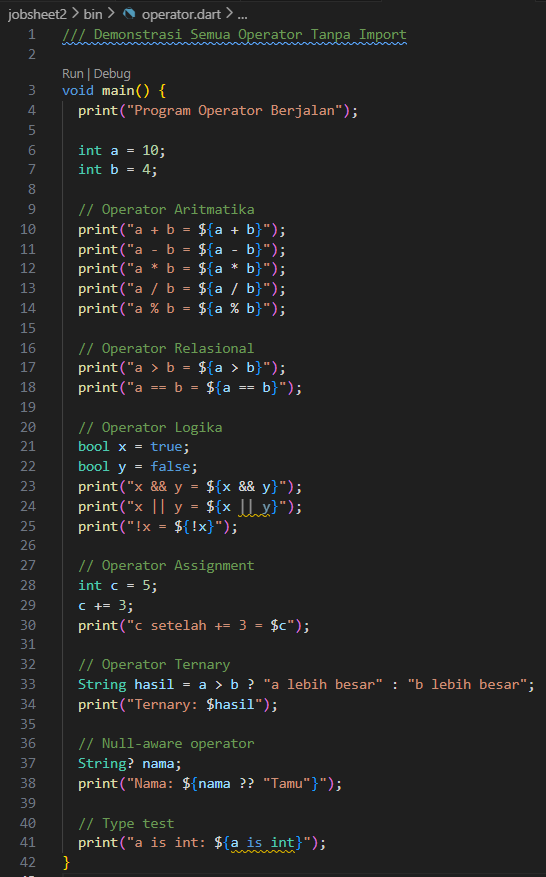 jobsheet2 > bin > operator.dart > ...
1 /// Demonstrasi Semua Operator Tanpa Import
2
Run | Debug
3 void main() {
4 print("Program Operator Berjalan");
5
6 int a = 10;
7 int b = 4;
8
9 // Operator Aritmatika
10 print("a + b = ${a + b}");
11 print("a - b = ${a - b}");
12 print("a * b = ${a * b}");
13 print("a / b = ${a / b}");
14 print("a % b = ${a % b}");
15
16 // Operator Relasional
17 print("a > b = ${a > b}");
18 print("a == b = ${a == b}");
19
20 // Operator Logika
21 bool x = true;
22 bool y = false;
23 print("x && y = ${x && y}");
24 print("x || y = ${x || y}");
25 print("!x = ${!x}");
26
27 // Operator Assignment
28 int c = 5;
29 c += 3;
30 print("c setelah += 3 = $c");
31
32 // Operator Ternary
33 String hasil = a > b ? "a lebih besar" : "b lebih besar";
34 print("Ternary: $hasil");
35
36 // Null-aware operator
37 String? nama;
38 print("Nama: ${nama ?? "Tamu"}");
39
40 // Type test
41 print("a is int: ${a is int}");
42 }